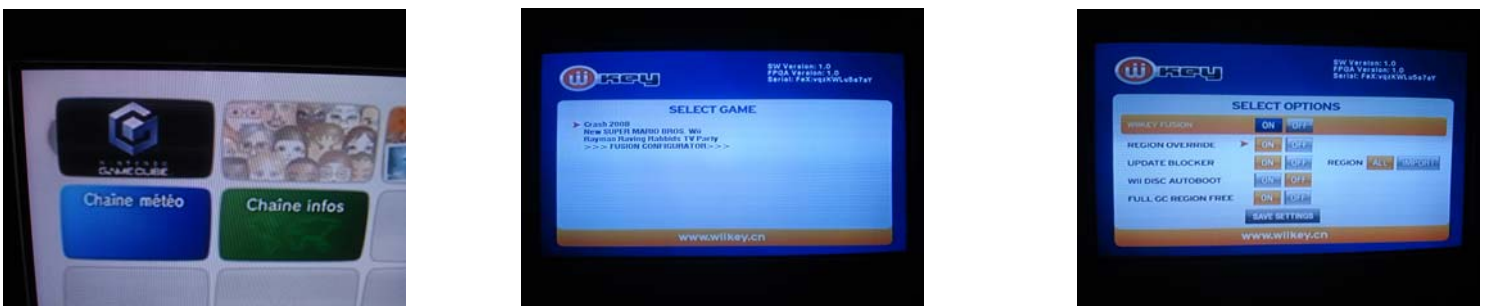 NINTENDO
GAMECUBE
Chaîne météo
Chaîne infos
wiikey
SW Version: 1.0
FPGA Version: 1.0
SELECT GAME
Crash 2008
New SUPER MARIO BROS. Wii
Rayman Raving Rabbids TV Party
>>> FUSION CONFIGURATOR >>>
www.wiikey.cn
wiikey
SW Version: 1.0
FPGA Version: 1.0
SELECT OPTIONS
WIIKEY FUSION ON OFF
REGION OVERRIDE ON OFF
UPDATE BLOCKER ON OFF REGION ALL IMPORT
WII DISC AUTOBOOT ON OFF
FULL GC REGION FREE ON OFF
SAVE SETTINGS
www.wiikey.cn